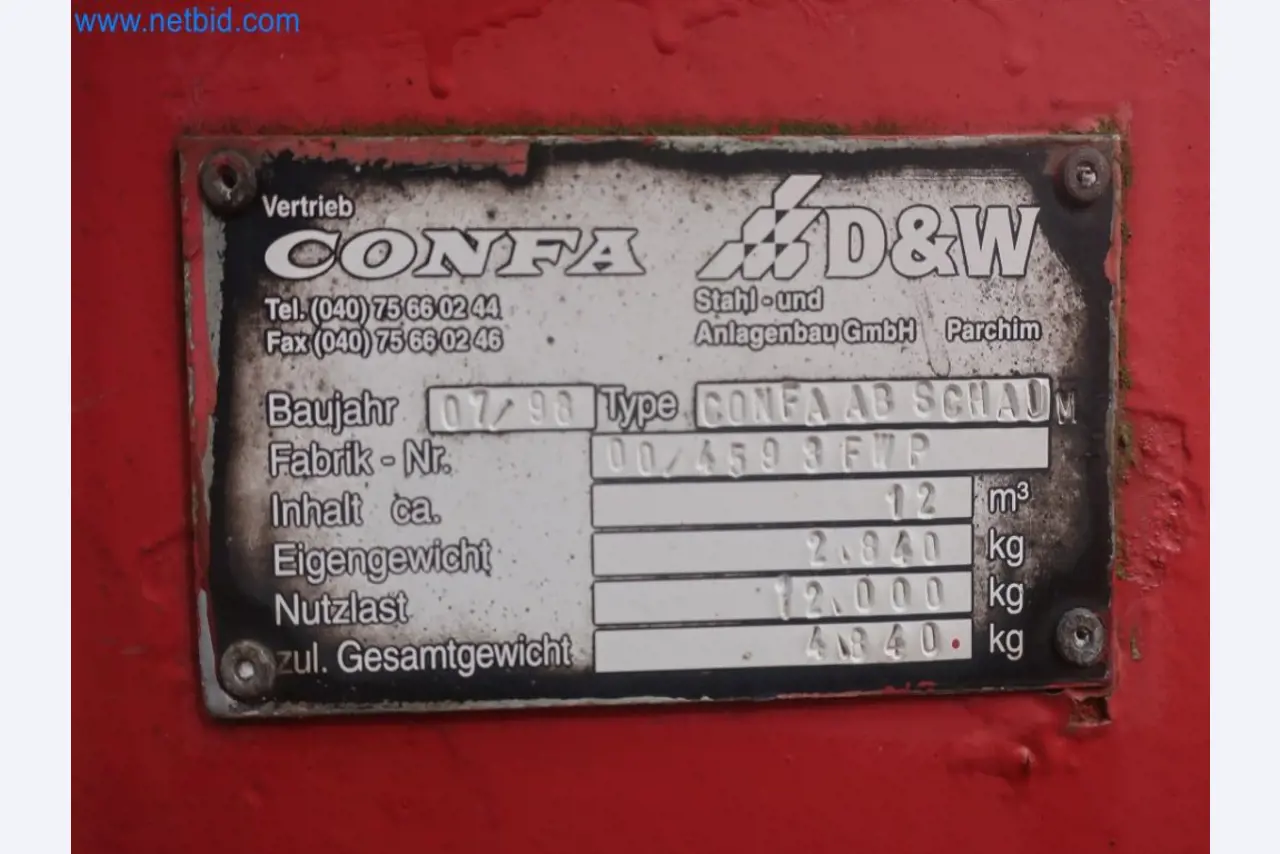 www.netbid.com
Vertrieb
CONFA
Tel. (040) 75 66 02 44
Fax (040) 75 66 02 46
D&W
Stahl - und
Anlagenbau GmbH Parchim
Baujahr 07/98 Type CONFA AB SCHAUM
Fabrik - Nr. 00/4593FWP
Inhalt ca. 12 m³
Eigengewicht 2.840 kg
Nutzlast 12.000 kg
zul. Gesamtgewicht 4.840. kg